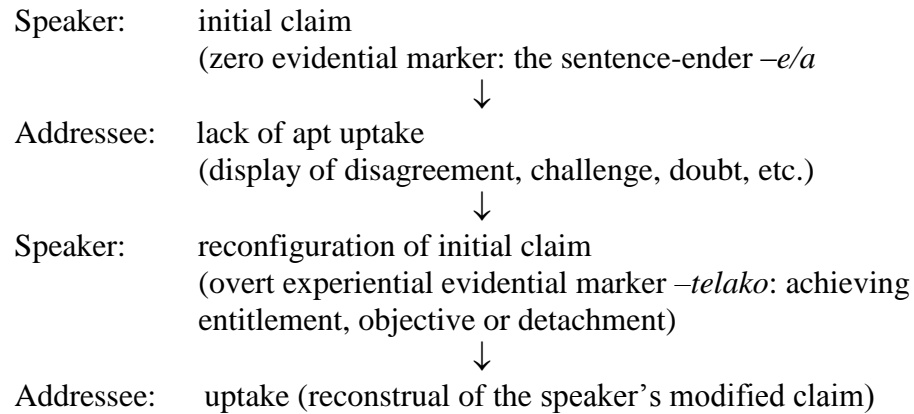 Speaker: initial claim
(zero evidential marker: the sentence-ender –e/a
↓
Addressee: lack of apt uptake
(display of disagreement, challenge, doubt, etc.)
↓
Speaker: reconfiguration of initial claim
(overt experiential evidential marker –telako: achieving
entitlement, objective or detachment)
↓
Addressee: uptake (reconstrual of the speaker’s modified claim)